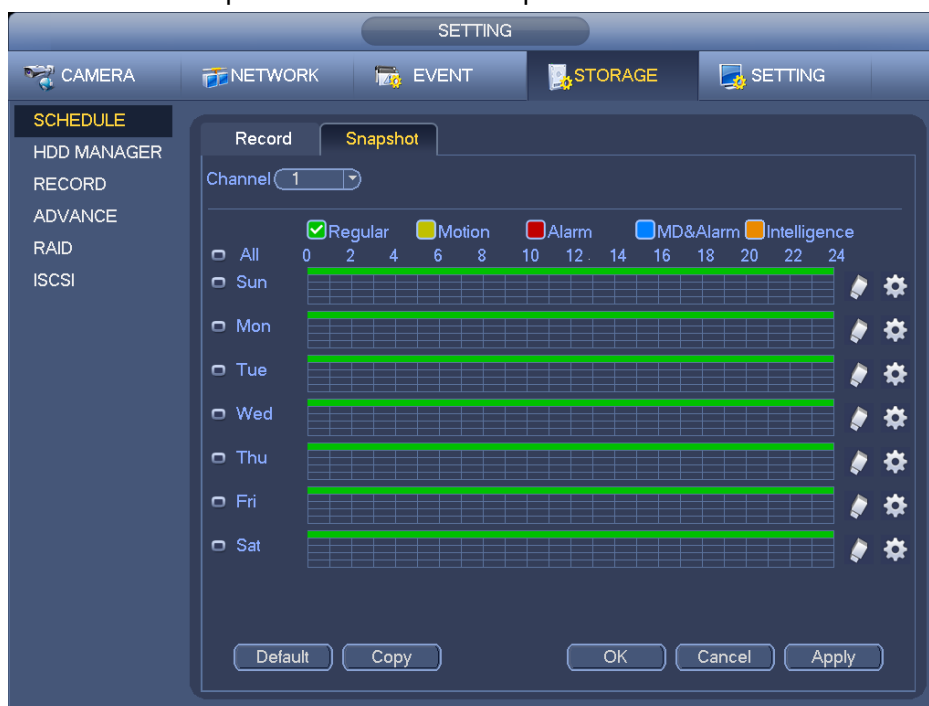 SETTING
CAMERA NETWORK EVENT STORAGE SETTING
SCHEDULE
HDD MANAGER
RECORD
ADVANCE
RAID
ISCSI
Record Snapshot
Channel 1
Regular Motion Alarm MD&Alarm Intelligence
All 0 2 4 6 8 10 12 14 16 18 20 22 24
Sun
Mon
Tue
Wed
Thu
Fri
Sat
Default Copy OK Cancel Apply